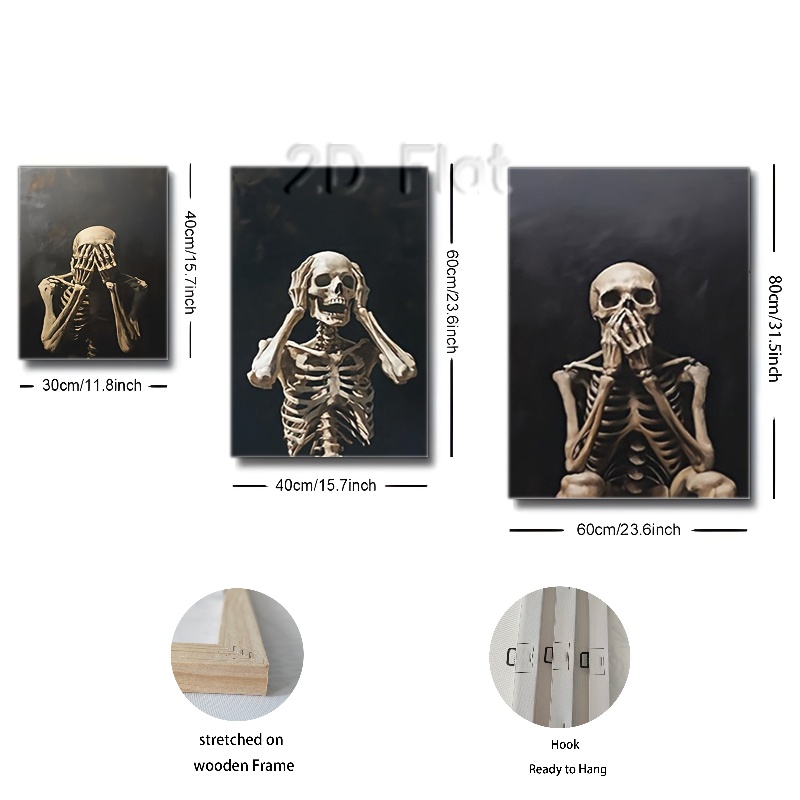 2D Flat
40cm/15.7inch
30cm/11.8inch
60cm/23.6inch
40cm/15.7inch
80cm/31.5inch
60cm/23.6inch
stretched on
wooden Frame
Hook
Ready to Hang